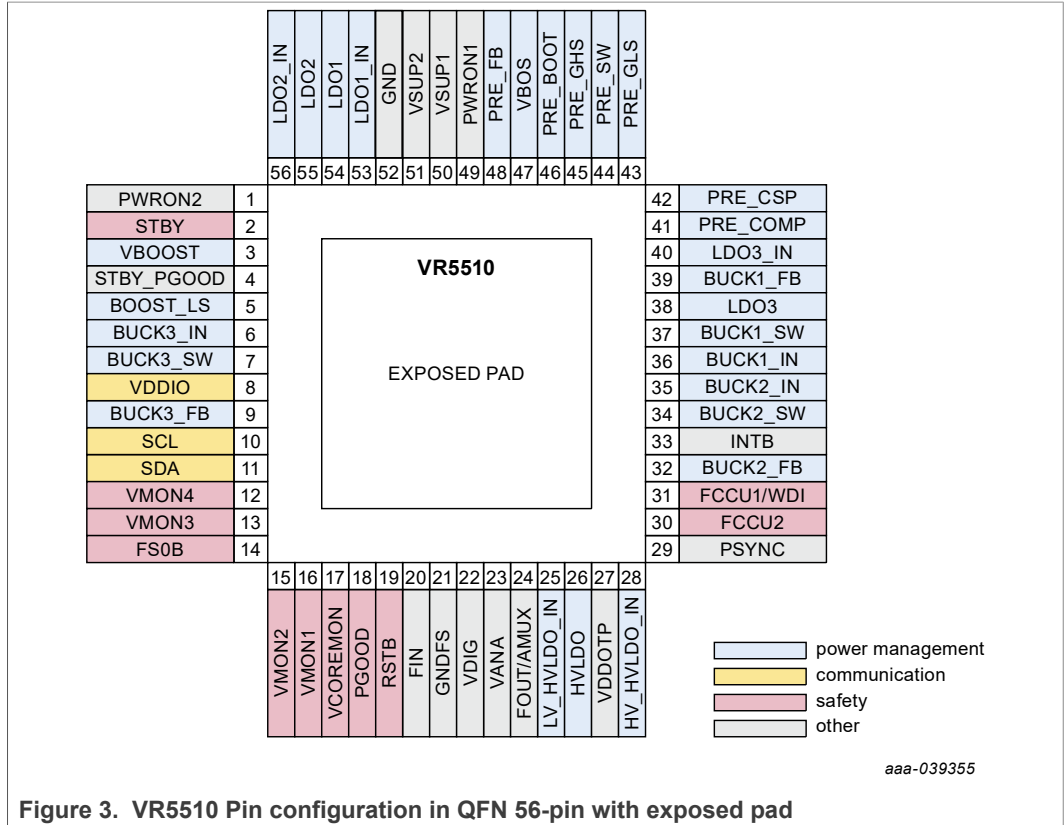 LDO2_IN
LDO2
LDO1
LDO1_IN
GND
VSUP2
VSUP1
PWRON1
PRE_FB
VBOS
PRE_BOOT
PRE_GHS
PRE_SW
PRE_GLS
56 55 54 53 52 51 50 49 48 47 46 45 44 43
PWRON2 1
STBY 2
VBOOST 3
STBY_PGOOD 4
BOOST_LS 5
BUCK3_IN 6
BUCK3_SW 7
VDDIO 8
BUCK3_FB 9
SCL 10
SDA 11
VMON4 12
VMON3 13
FS0B 14
VR5510
EXPOSED PAD
42 PRE_CSP
41 PRE_COMP
40 LDO3_IN
39 BUCK1_FB
38 LDO3
37 BUCK1_SW
36 BUCK1_IN
35 BUCK2_IN
34 BUCK2_SW
33 INTB
32 BUCK2_FB
31 FCCU1/WDI
30 FCCU2
29 PSYNC
15 16 17 18 19 20 21 22 23 24 25 26 27 28
VMON2
VMON1
VCOREMON
PGOOD
RSTB
FIN
GNDFS
VDIG
VANA
FOUT/AMUX
LV_HVLDO_IN
HVLDO
VDDOTP
HV_HVLDO_IN
power management
communication
safety
other
aaa-039355
Figure 3. VR5510 Pin configuration in QFN 56-pin with exposed pad